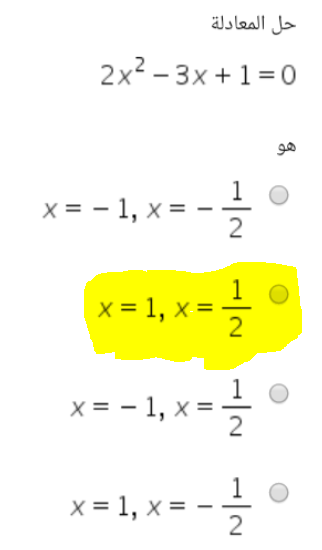 حل المعادلة
2x² – 3x + 1 = 0
هو
x = – 1, x = – 1/2
x = 1, x = 1/2
x = – 1, x = 1/2
x = 1, x = – 1/2